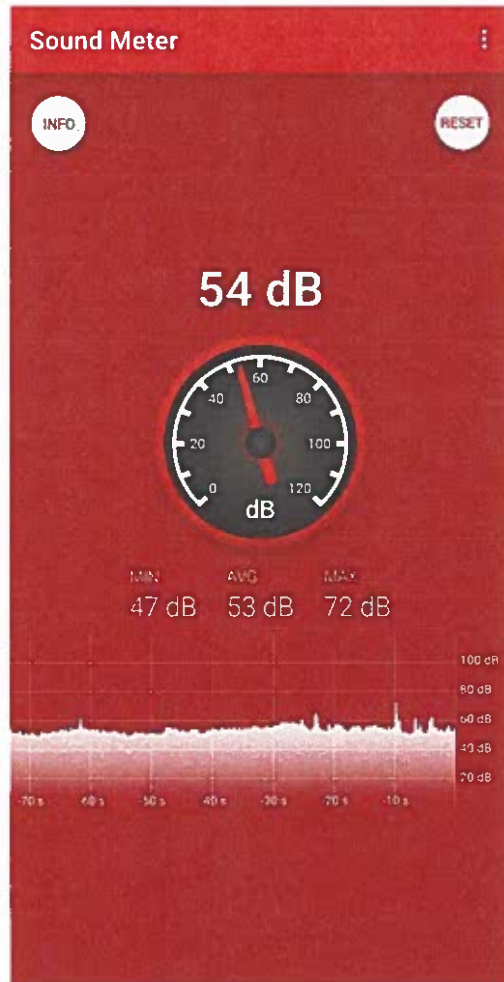 Sound Meter
INFO
RESET
54 dB
0
20
40
60
80
100
120
dB
MIN AVG MAX
47 dB 53 dB 72 dB
100 dB
80 dB
60 dB
40 dB
20 dB
-70 s -60 s -50 s -40 s -30 s -20 s -10 s